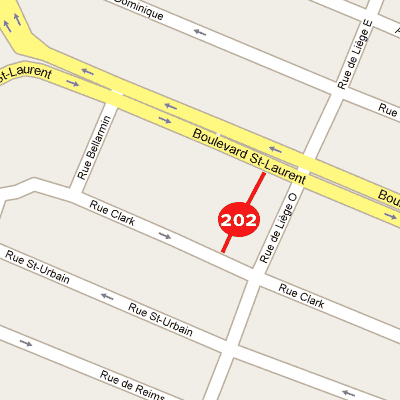 Dominique
Rue de Liège E
Rue
St-Laurent
Boulevard St-Laurent
Rue Bellarmin
Rue Clark
202
Rue de Liège O
Rue St-Urbain
Rue Clark
Rue St-Urbain
Rue de Reims